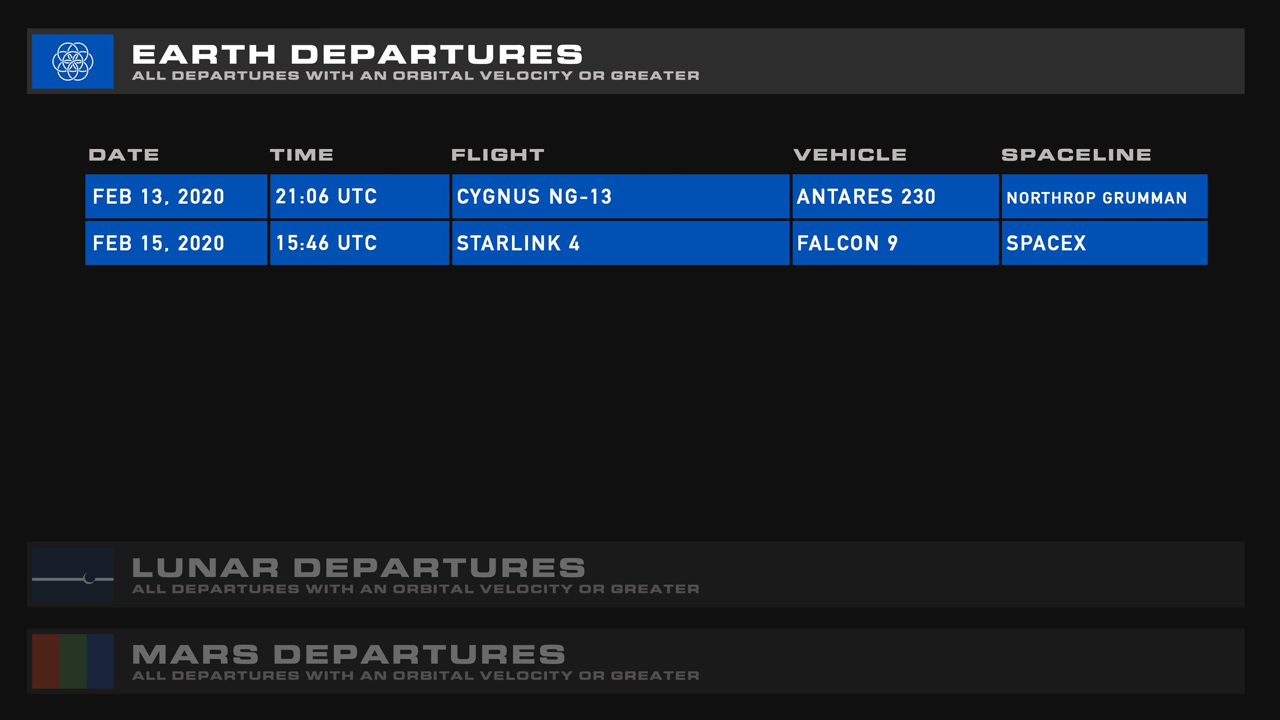 EARTH DEPARTURES
ALL DEPARTURES WITH AN ORBITAL VELOCITY OR GREATER
DATE TIME FLIGHT VEHICLE SPACELINE
FEB 13, 2020 21:06 UTC CYGNUS NG-13 ANTARES 230 NORTHROP GRUMMAN
FEB 15, 2020 15:46 UTC STARLINK 4 FALCON 9 SPACEX
LUNAR DEPARTURES
ALL DEPARTURES WITH AN ORBITAL VELOCITY OR GREATER
MARS DEPARTURES
ALL DEPARTURES WITH AN ORBITAL VELOCITY OR GREATER